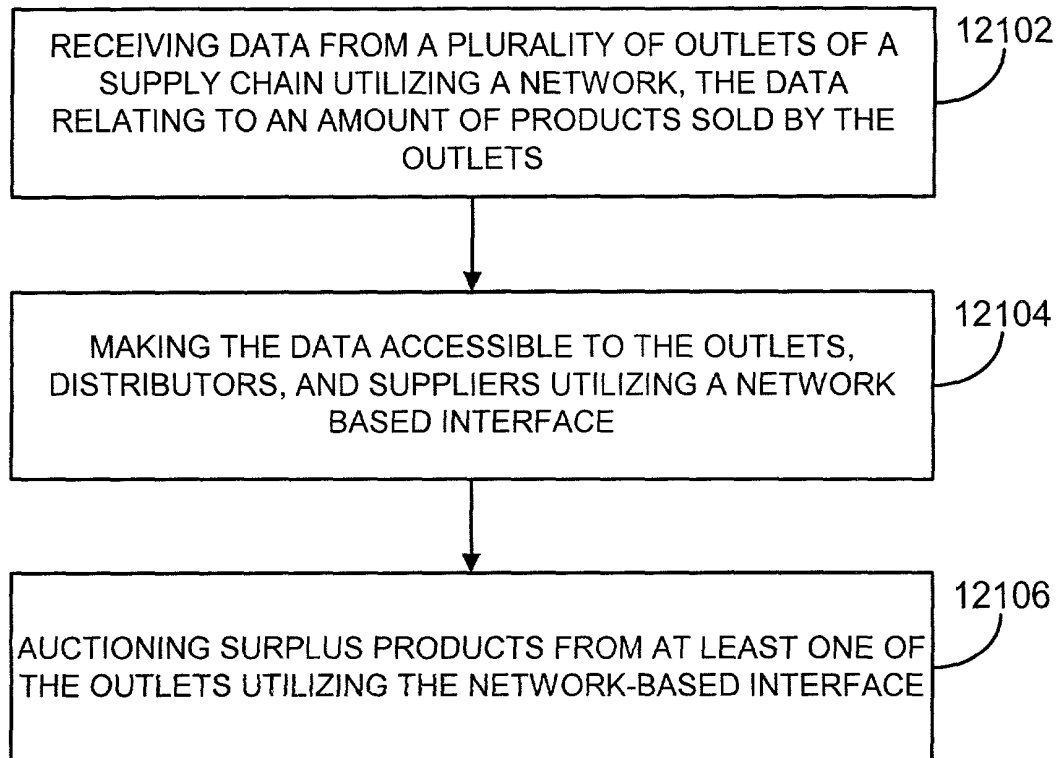 RECEIVING DATA FROM A PLURALITY OF OUTLETS OF A
SUPPLY CHAIN UTILIZING A NETWORK, THE DATA
RELATING TO AN AMOUNT OF PRODUCTS SOLD BY THE
OUTLETS
12102
MAKING THE DATA ACCESSIBLE TO THE OUTLETS,
DISTRIBUTORS, AND SUPPLIERS UTILIZING A NETWORK
BASED INTERFACE
12104
AUCTIONING SURPLUS PRODUCTS FROM AT LEAST ONE OF
THE OUTLETS UTILIZING THE NETWORK-BASED INTERFACE
12106